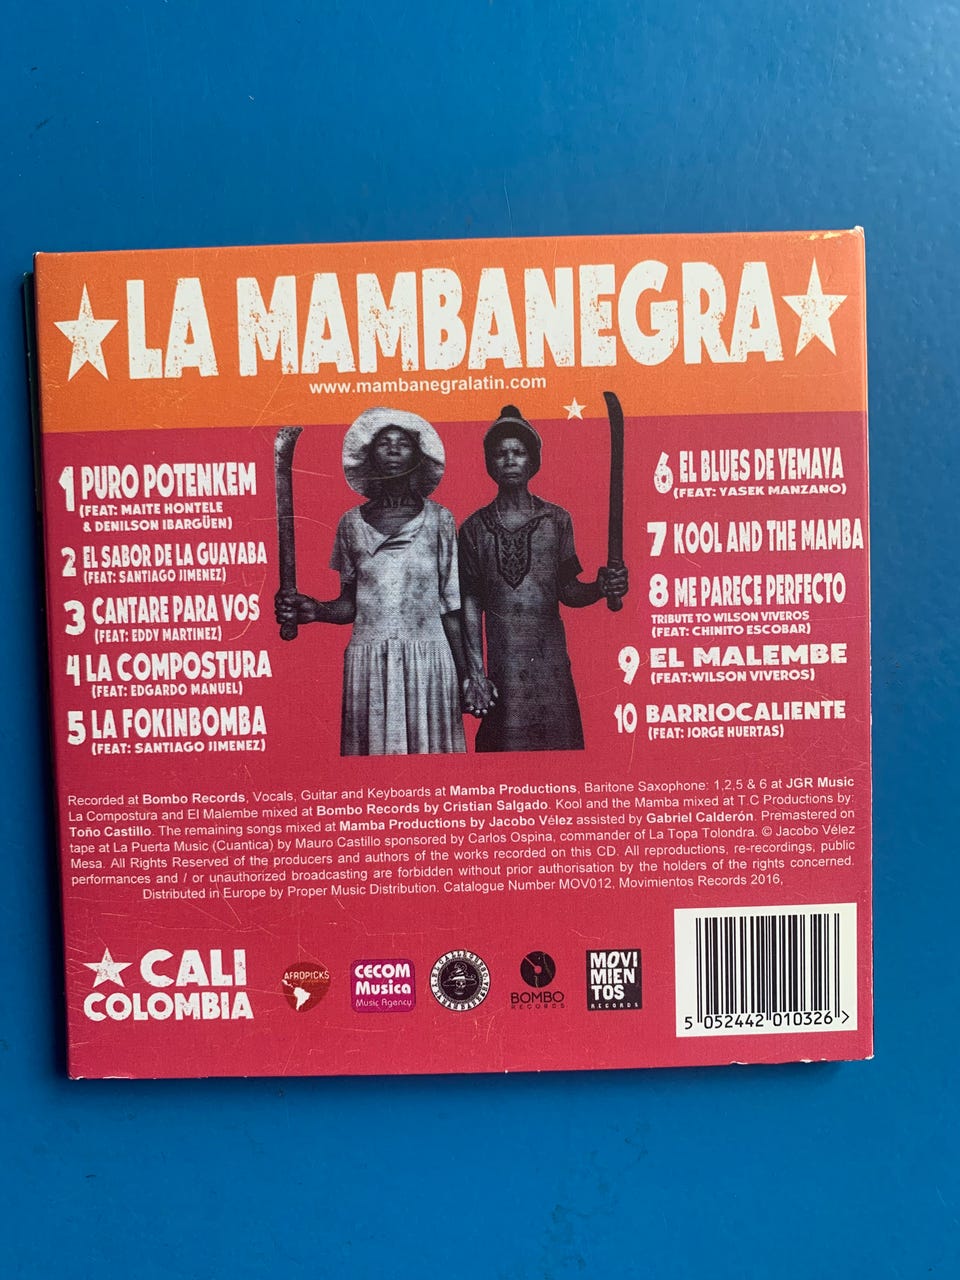 LA MAMBANEGRA
www.mambanegralatin.com
1 PURO POTENKEM
(FEAT: MAITE HONTELE
& DENILSON IBARGÜEN)
2 EL SABOR DE LA GUAYABA
(FEAT: SANTIAGO JIMENEZ)
3 CANTARE PARA VOS
(FEAT: EDDY MARTINEZ)
4 LA COMPOSTURA
(FEAT: EDGARDO MANUEL)
5 LA FOKINBOMBA
(FEAT: SANTIAGO JIMENEZ)
6 EL BLUES DE YEMAYA
(FEAT: YASEK MANZANO)
7 KOOL AND THE MAMBA
8 ME PARECE PERFECTO
TRIBUTE TO WILSON VIVEROS
(FEAT: CHINITO ESCOBAR)
9 EL MALEMBE
(FEAT:WILSON VIVEROS)
10 BARRIOCALIENTE
(FEAT: JORGE HUERTAS)
Recorded at Bombo Records, Vocals, Guitar and Keyboards at Mamba Productions, Baritone Saxophone: 1,2,5 & 6 at JGR Music
La Compostura and El Malembe mixed at Bombo Records by Cristian Salgado. Kool and the Mamba mixed at T.C Productions by:
Toño Castillo. The remaining songs mixed at Mamba Productions by Jacobo Vélez assisted by Gabriel Calderón. Premastered on
tape at La Puerta Music (Cuantica) by Mauro Castillo sponsored by Carlos Ospina, commander of La Topa Tolondra. © Jacobo Vélez
Mesa. All Rights Reserved of the producers and authors of the works recorded on this CD. All reproductions, re-recordings, public
performances and / or unauthorized broadcasting are forbidden without prior authorisation by the holders of the rights concerned.
Distributed in Europe by Proper Music Distribution. Catalogue Number MOV012, Movimientos Records 2016,
CALI
COLOMBIA
AFROPICKS
CECOM
Musica
Music Agency
BOMBO
RECORDS
MOVI
MIEN
TOS
RECORDS
5 052442 010326 >